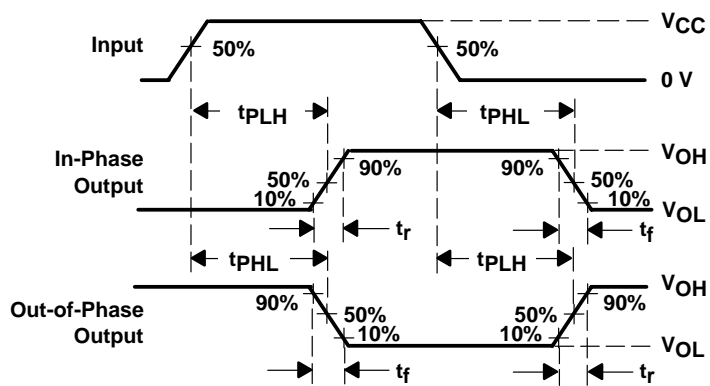 VCC
Input 50% 50%
0 V
tPLH tPHL
In-Phase
Output
VOH
90% 90%
50% 50%
10% 10%
VOL
tr tf
tPHL tPLH
Out-of-Phase
Output
VOH
90% 90%
50% 50%
10% 10%
VOL
tf tr